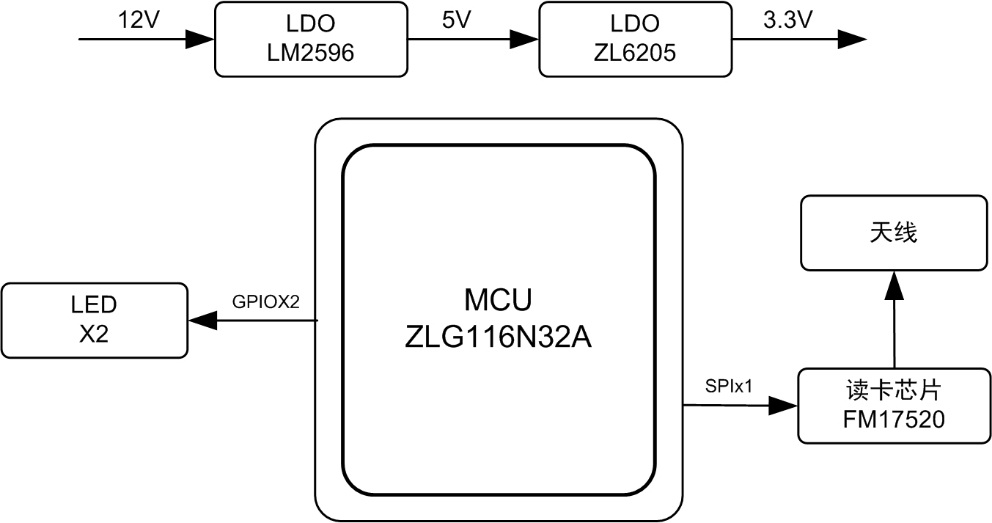 12V
LDO
LM2596
5V
LDO
ZL6205
3.3V
MCU
ZLG116N32A
LED
X2
GPIOX2
SPIx1
天线
读卡芯片
FM17520